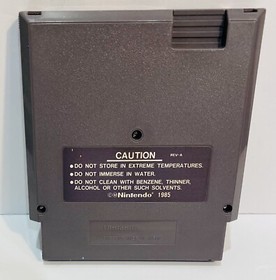 CAUTION REV-A
•DO NOT STORE IN EXTREME TEMPERATURES.
•DO NOT IMMERSE IN WATER.
•DO NOT CLEAN WITH BENZENE, THINNER,
ALCOHOL OR OTHER SUCH SOLVENTS.
©®Nintendo 1985